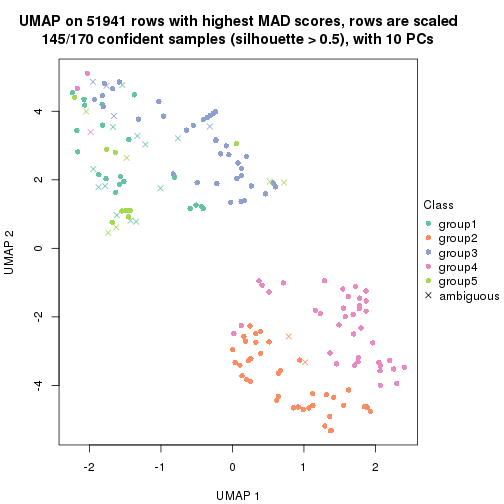 UMAP on 51941 rows with highest MAD scores, rows are scaled
145/170 confident samples (silhouette > 0.5), with 10 PCs
4
2
0
-2
-4
UMAP 2
-2
-1
0
1
2
UMAP 1
Class
group1
group2
group3
group4
group5
ambiguous